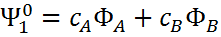 Ψ₁⁰ = c_AΦ_A + c_BΦ_B